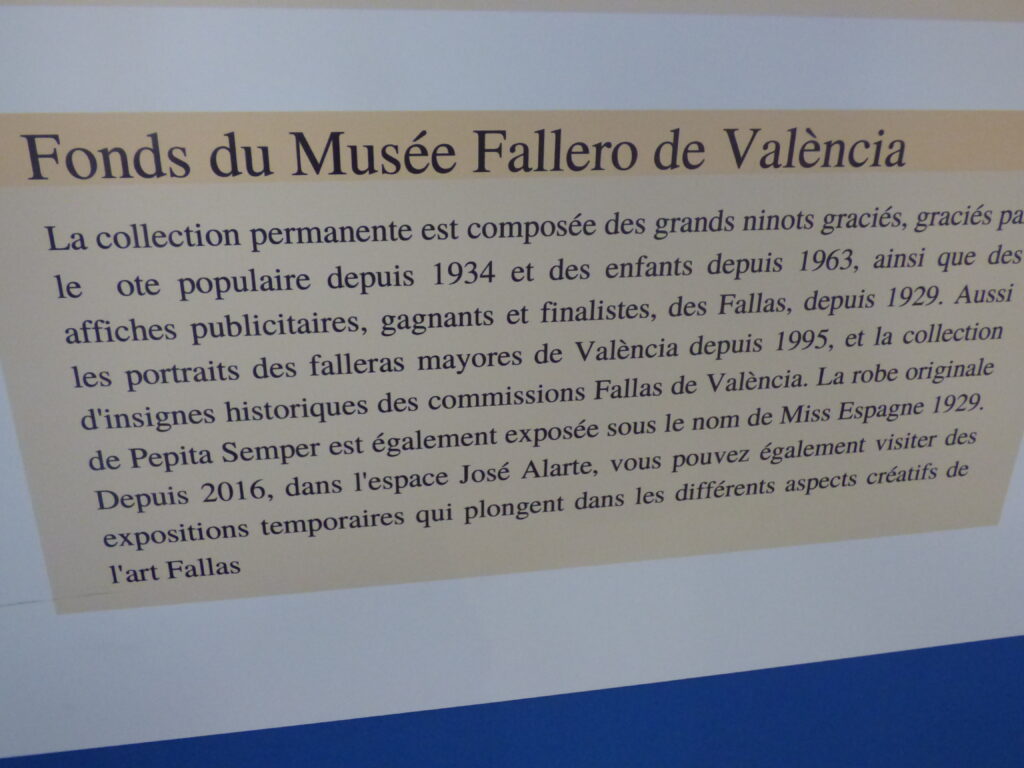 Fonds du Musée Fallero de València
La collection permanente est composée des grands ninots graciés, graciés pa
le ote populaire depuis 1934 et des enfants depuis 1963, ainsi que des
affiches publicitaires, gagnants et finalistes, des Fallas, depuis 1929. Aussi
les portraits des falleras mayores de València depuis 1995, et la collection
d'insignes historiques des commissions Fallas de València. La robe originale
de Pepita Semper est également exposée sous le nom de Miss Espagne 1929.
Depuis 2016, dans l'espace José Alarte, vous pouvez également visiter des
expositions temporaires qui plongent dans les différents aspects créatifs de
l'art Fallas